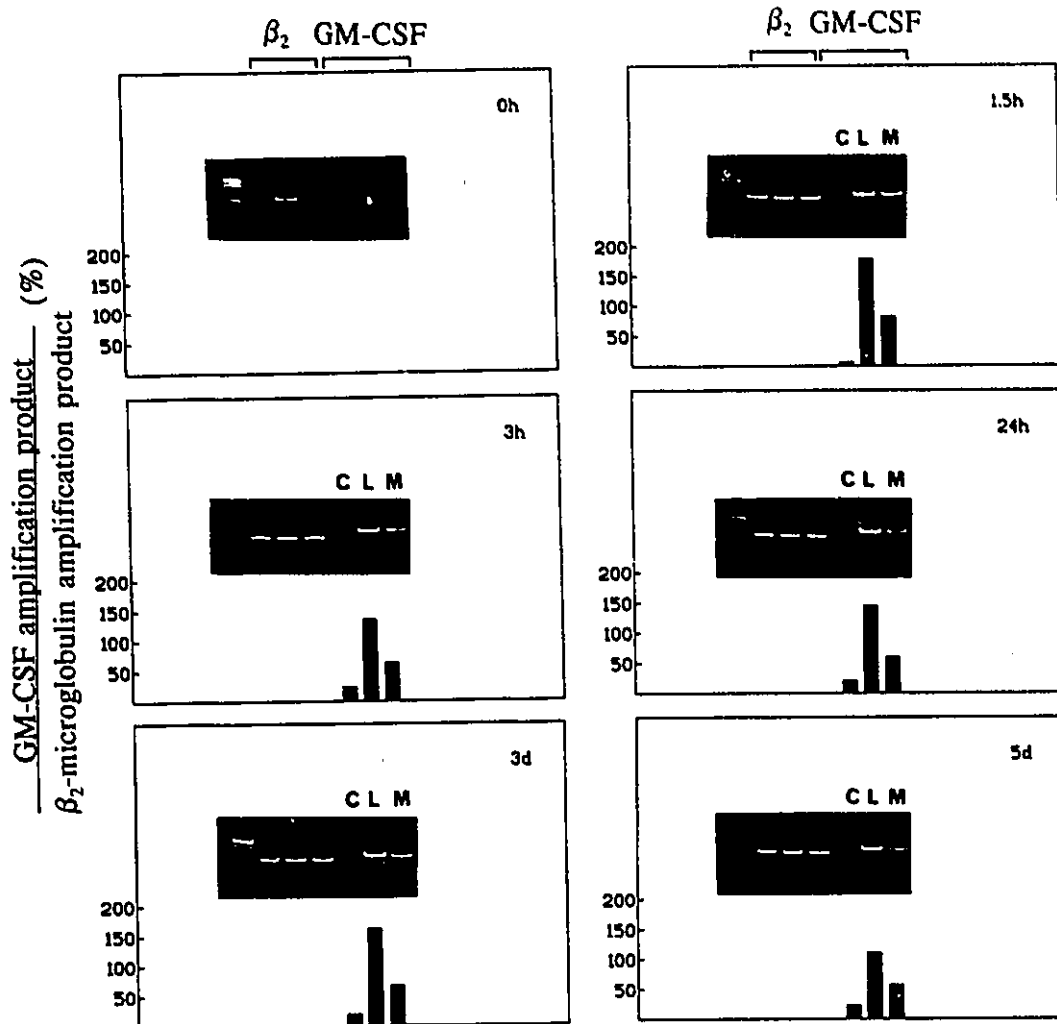 β₂ GM-CSF
β₂ GM-CSF
GM-CSF amplification product (%)
β₂-microglobulin amplification product
0h
200
150
100
50
1.5h
C L M
200
150
100
50
3h
C L M
200
150
100
50
24h
C L M
200
150
100
50
3d
C L M
200
150
100
50
5d
C L M
200
150
100
50